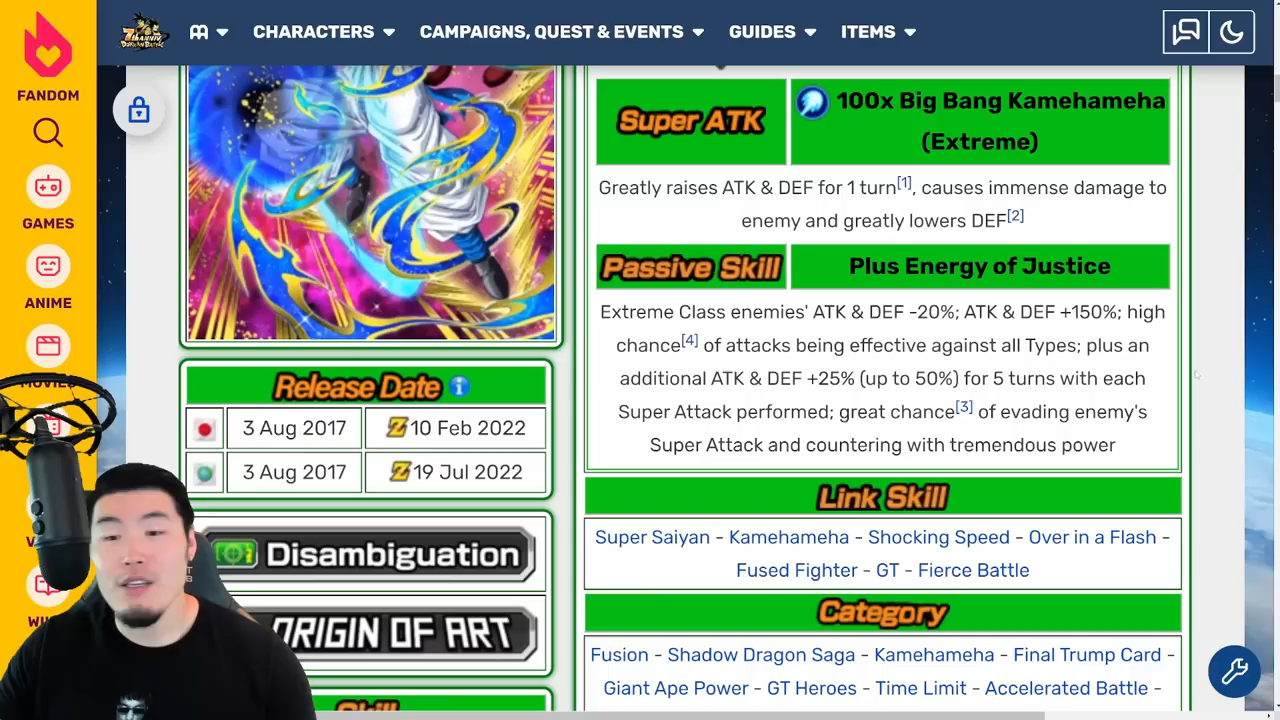 CHARACTERS
CAMPAIGNS, QUEST & EVENTS
GUIDES
ITEMS
FANDOM
GAMES
ANIME
100x Big Bang Kamehameha
(Extreme)
Super ATK
Greatly raises ATK & DEF for 1 turn[1], causes immense damage to
enemy and greatly lowers DEF[2]
Passive Skill
Plus Energy of Justice
Extreme Class enemies' ATK & DEF -20%; ATK & DEF +150%; high
chance[4] of attacks being effective against all Types; plus an
additional ATK & DEF +25% (up to 50%) for 5 turns with each
Super Attack performed; great chance[3] of evading enemy's
Super Attack and countering with tremendous power
Release Date
3 Aug 2017
Z 10 Feb 2022
3 Aug 2017
Z 19 Jul 2022
Disambiguation
ORIGIN OF ART
Link Skill
Super Saiyan - Kamehameha - Shocking Speed - Over in a Flash -
Fused Fighter - GT - Fierce Battle
Category
Fusion - Shadow Dragon Saga - Kamehameha - Final Trump Card -
Giant Ape Power - GT Heroes - Time Limit - Accelerated Battle -